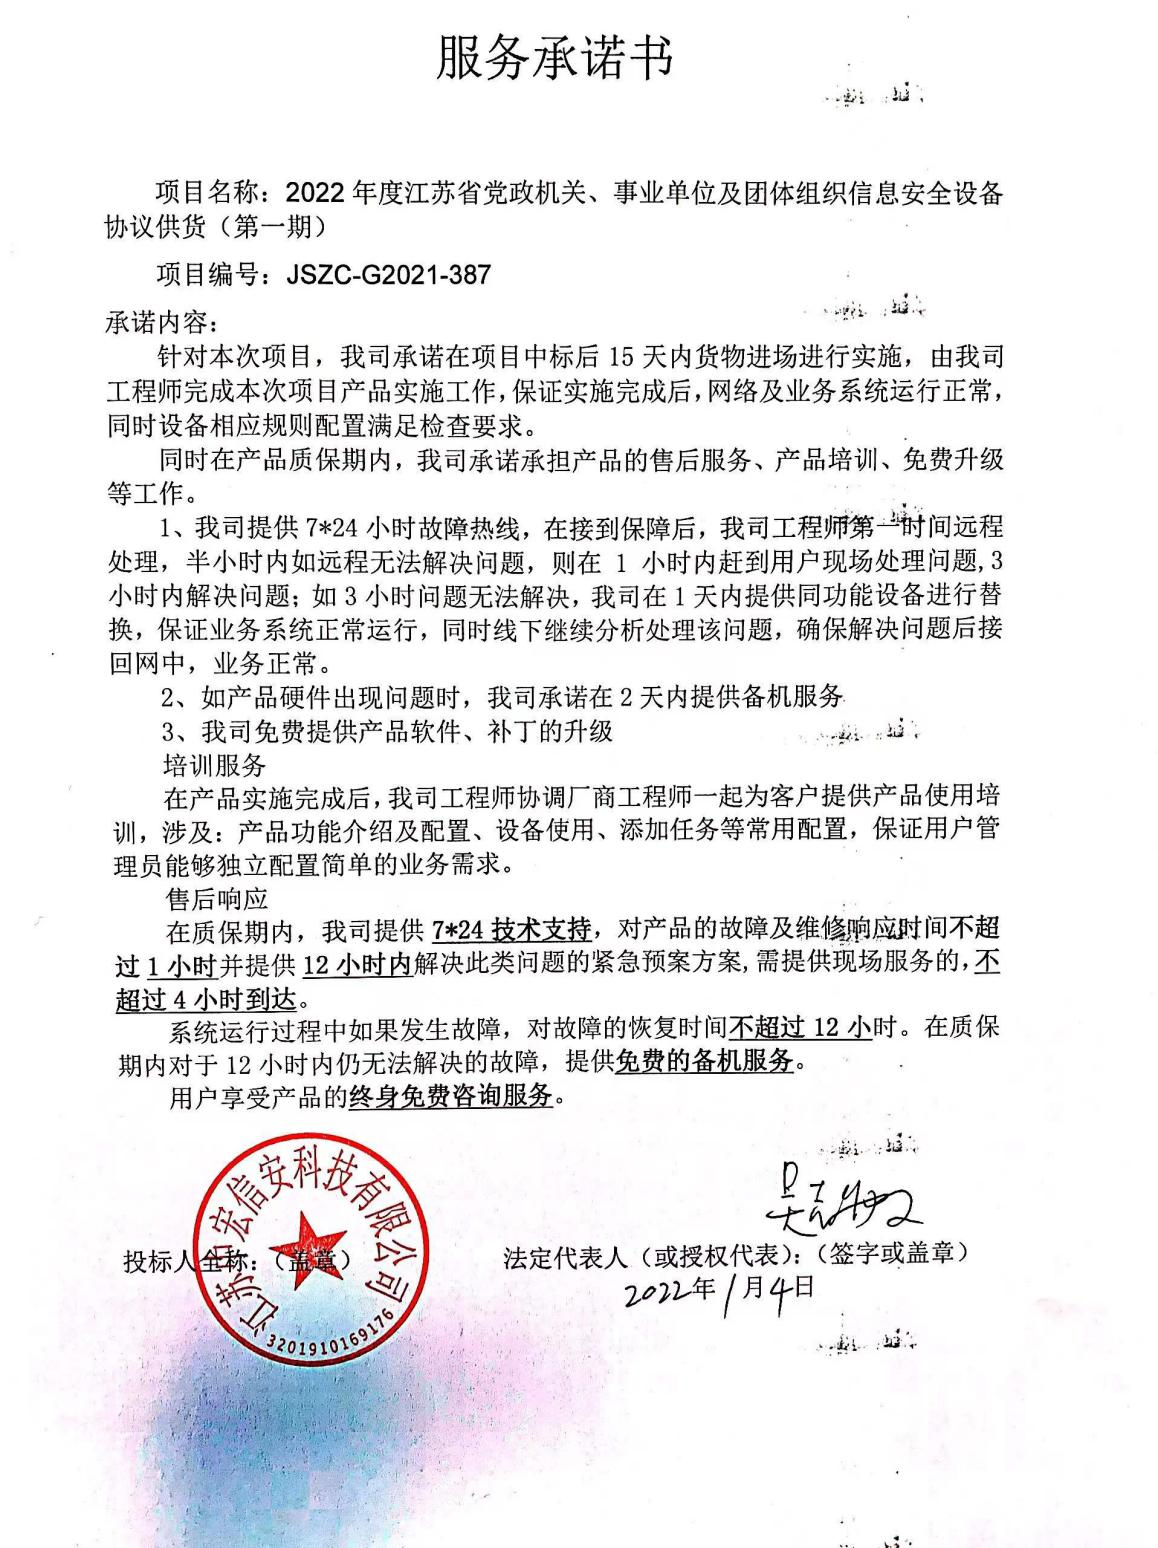 服务承诺书
项目名称：2022 年度江苏省党政机关、事业单位及团体组织信息安全设备
协议供货（第一期）
项目编号：JSZC-G2021-387
承诺内容：
针对本次项目，我司承诺在项目中标后 15 天内货物进场进行实施，由我司
工程师完成本次项目产品实施工作，保证实施完成后，网络及业务系统运行正常，
同时设备相应规则配置满足检查要求。
同时在产品质保期内，我司承诺承担产品的售后服务、产品培训、免费升级
等工作。
1、我司提供 7*24 小时故障热线，在接到保障后，我司工程师第一时间远程
处理，半小时内如远程无法解决问题，则在 1 小时内赶到用户现场处理问题,3
小时内解决问题；如 3 小时问题无法解决，我司在 1 天内提供同功能设备进行替
换，保证业务系统正常运行，同时线下继续分析处理该问题，确保解决问题后接
回网中，业务正常。
2、如产品硬件出现问题时，我司承诺在 2 天内提供备机服务
3、我司免费提供产品软件、补丁的升级
培训服务
在产品实施完成后，我司工程师协调厂商工程师一起为客户提供产品使用培
训，涉及：产品功能介绍及配置、设备使用、添加任务等常用配置，保证用户管
理员能够独立配置简单的业务需求。
售后响应
在质保期内，我司提供 7*24 技术支持，对产品的故障及维修响应时间不超
过 1 小时并提供 12 小时内解决此类问题的紧急预案方案,需提供现场服务的，不
超过 4 小时到达。
系统运行过程中如果发生故障，对故障的恢复时间不超过 12 小时。在质保
期内对于 12 小时内仍无法解决的故障，提供免费的备机服务。
用户享受产品的终身免费咨询服务。
投标人全称：（盖章）
法定代表人（或授权代表）：（签字或盖章）
2022年1月4日
3201910169176